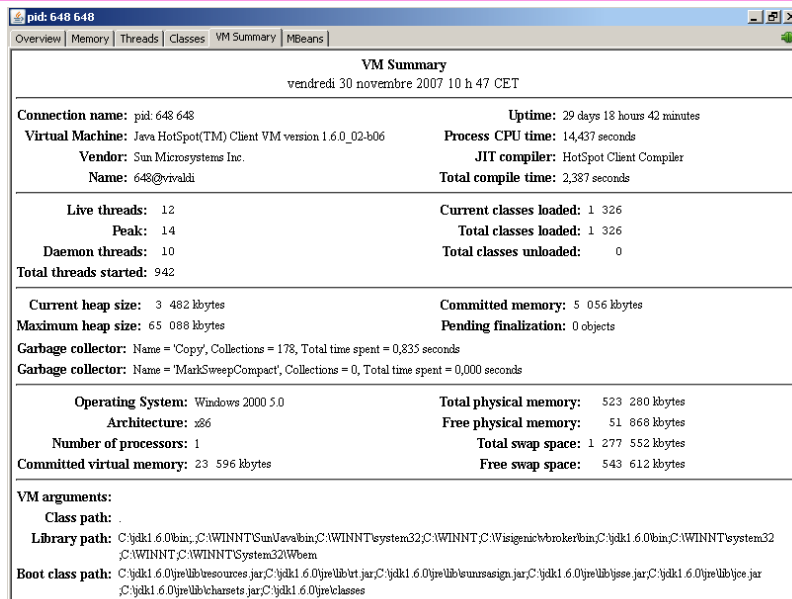 pid: 648 648
Overview Memory Threads Classes VM Summary MBeans
VM Summary
vendredi 30 novembre 2007 10 h 47 CET
Connection name: pid: 648 648
Uptime: 29 days 18 hours 42 minutes
Virtual Machine: Java HotSpot(TM) Client VM version 1.6.0_02-b06
Process CPU time: 14,437 seconds
Vendor: Sun Microsystems Inc.
JIT compiler: HotSpot Client Compiler
Name: 648@vivaldi
Total compile time: 2,387 seconds
Live threads: 12
Current classes loaded: 1 326
Peak: 14
Total classes loaded: 1 326
Daemon threads: 10
Total classes unloaded: 0
Total threads started: 942
Current heap size: 3 482 kbytes
Committed memory: 5 056 kbytes
Maximum heap size: 65 088 kbytes
Pending finalization: 0 objects
Garbage collector: Name = 'Copy', Collections = 178, Total time spent = 0,835 seconds
Garbage collector: Name = 'MarkSweepCompact', Collections = 0, Total time spent = 0,000 seconds
Operating System: Windows 2000 5.0
Total physical memory: 523 280 kbytes
Architecture: x86
Free physical memory: 51 868 kbytes
Number of processors: 1
Total swap space: 1 277 552 kbytes
Committed virtual memory: 23 596 kbytes
Free swap space: 543 612 kbytes
VM arguments:
Class path: .
Library path: C:\jdk1.6.0\bin;.;C:\WINNT\Sun\Java\bin;C:\WINNT\system32;C:\WINNT;C:\Visigenic\vbroker\bin;C:\jdk1.6.0\bin;C:\WINNT\system32
;C:\WINNT;C:\WINNT\System32\Wbem
Boot class path: C:\jdk1.6.0\jre\lib\resources.jar;C:\jdk1.6.0\jre\lib\rt.jar;C:\jdk1.6.0\jre\lib\sunrsasign.jar;C:\jdk1.6.0\jre\lib\jsse.jar;C:\jdk1.6.0\jre\lib\jce.jar
;C:\jdk1.6.0\jre\lib\charsets.jar;C:\jdk1.6.0\jre\classes